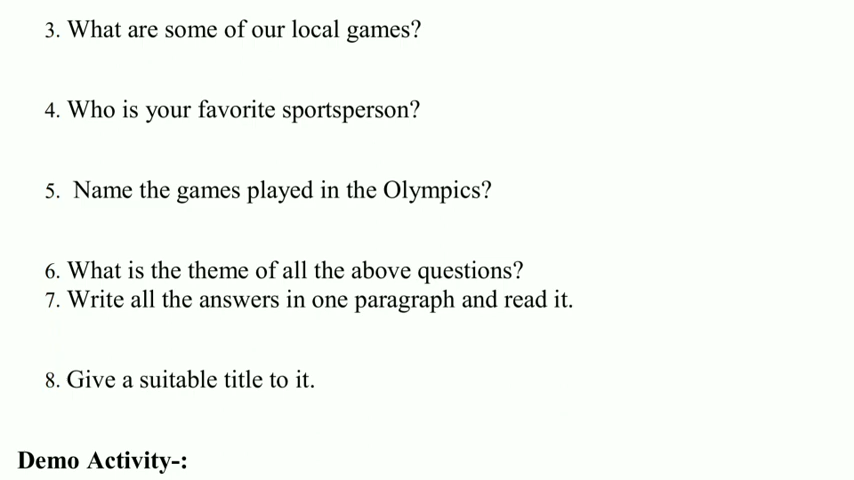 3. What are some of our local games?
4. Who is your favorite sportsperson?
5. Name the games played in the Olympics?
6. What is the theme of all the above questions?
7. Write all the answers in one paragraph and read it.
8. Give a suitable title to it.
Demo Activity-: